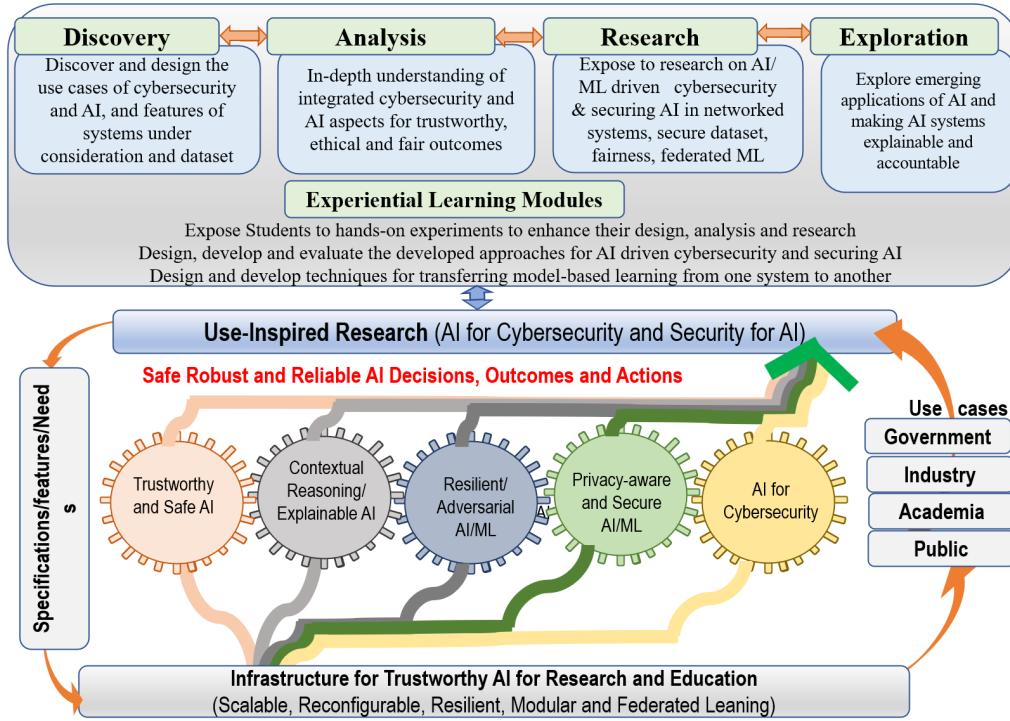 Discovery
Analysis
Research
Exploration
Discover and design the
use cases of cybersecurity
and AI, and features of
systems under
consideration and dataset
In-depth understanding of
integrated cybersecurity and
AI aspects for trustworthy,
ethical and fair outcomes
Expose to research on AI/
ML driven cybersecurity
& securing AI in networked
systems, secure dataset,
fairness, federated ML
Explore emerging
applications of AI and
making AI systems
explainable and
accountable
Experiential Learning Modules
Expose Students to hands-on experiments to enhance their design, analysis and research
Design, develop and evaluate the developed approaches for AI driven cybersecurity and securing AI
Design and develop techniques for transferring model-based learning from one system to another
Use-Inspired Research (AI for Cybersecurity and Security for AI)
Safe Robust and Reliable AI Decisions, Outcomes and Actions
Specifications/features/Need
s
Trustworthy
and Safe AI
Contextual
Reasoning/
Explainable AI
Resilient/
Adversarial
AI/ML
Privacy-aware
and Secure
AI/ML
AI for
Cybersecurity
Use cases
Government
Industry
Academia
Public
Infrastructure for Trustworthy AI for Research and Education
(Scalable, Reconfigurable, Resilient, Modular and Federated Leaning)